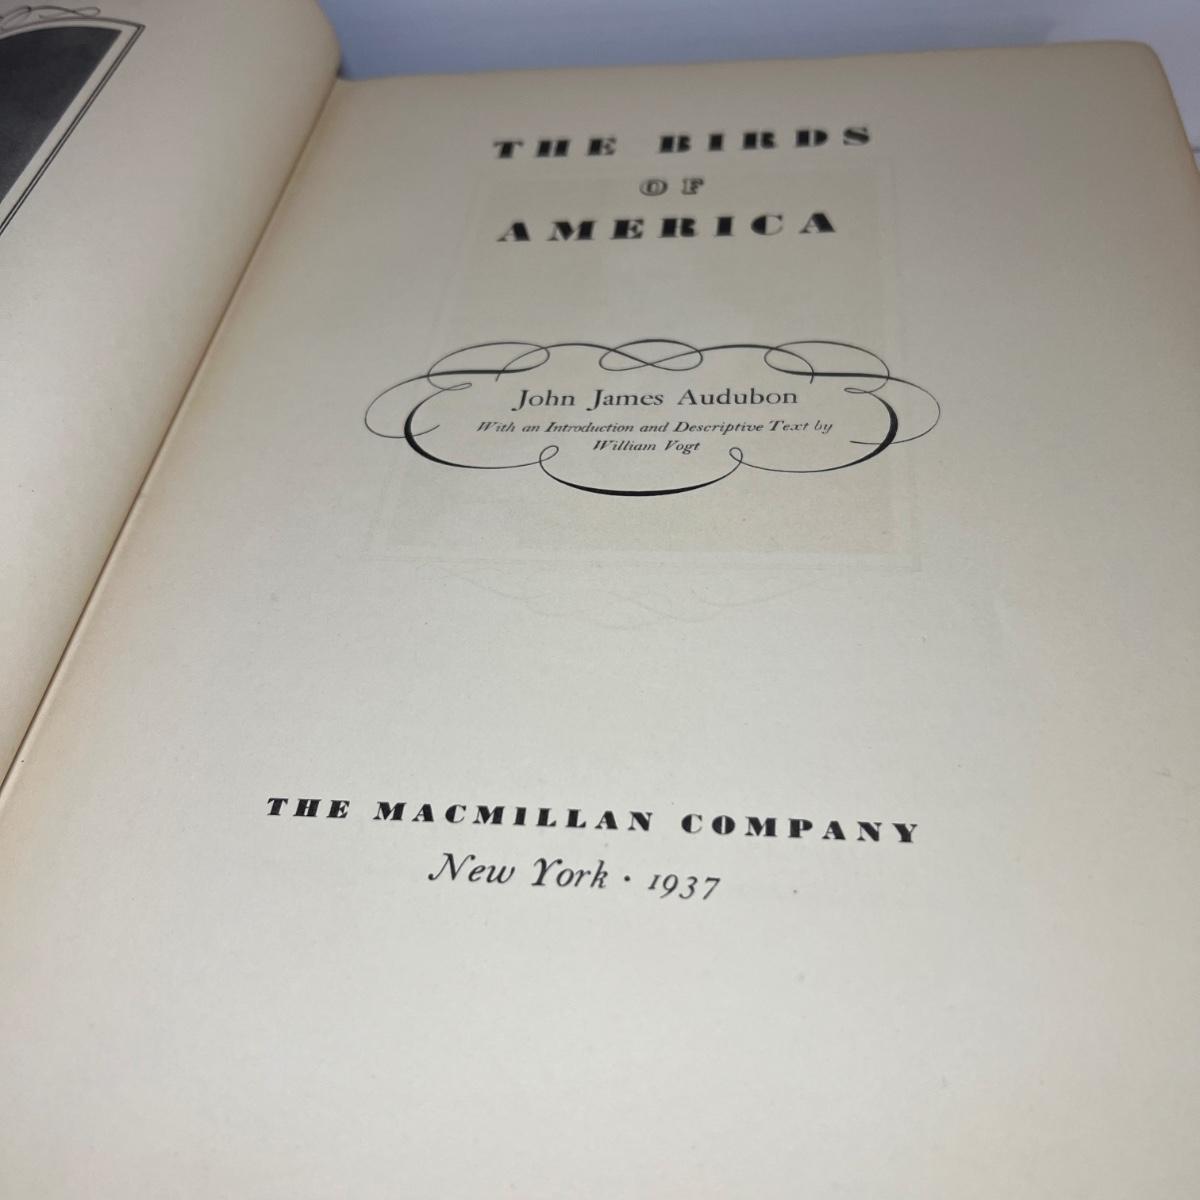 THE BIRDS
OF
AMERICA
John James Audubon
With an Introduction and Descriptive Text by
William Vogt
THE MACMILLAN COMPANY
New York · 1937